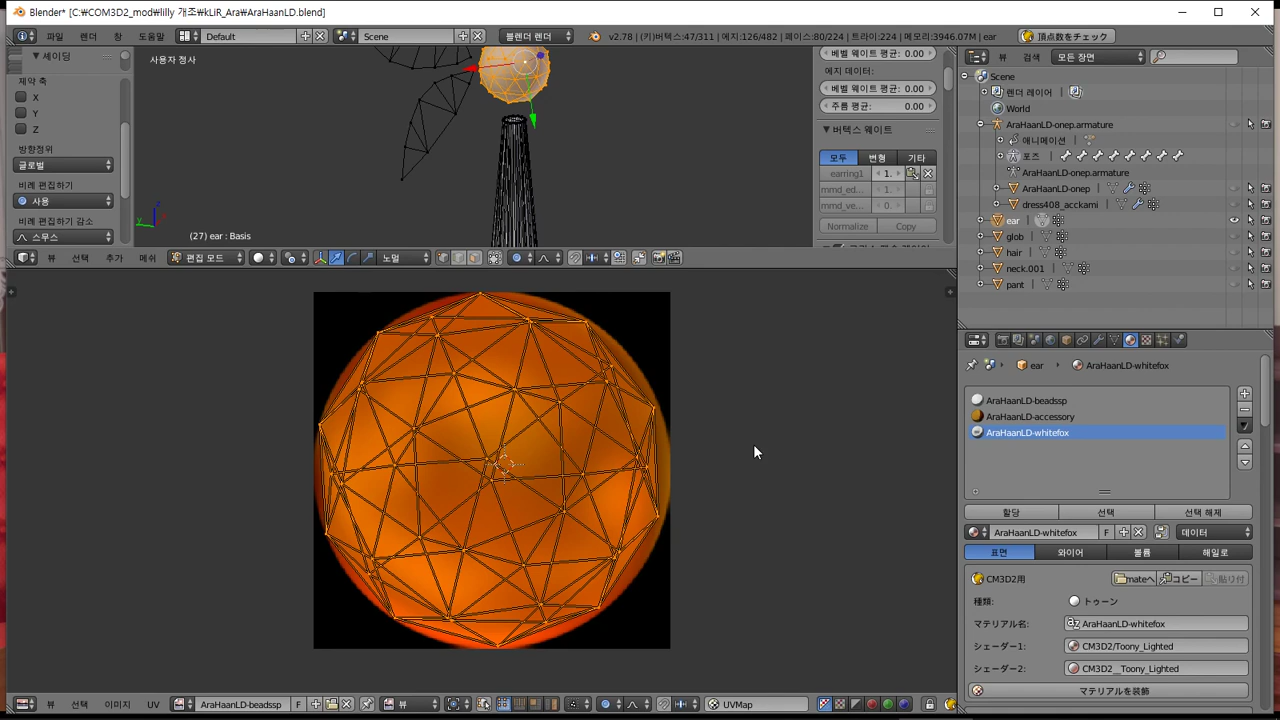 Blender* [C:\COM3D2_mod\lilly 개조\kLiR_Ara\AraHaanLD.blend]
파일 렌더 창 도움말 Default Scene 블렌더 렌더 v2.78 | (키)버텍스:47/311 | 에지:126/482 | 페이스:80/224 | 트라이:224 | 메모리:3946.07M | ear 頂点数をチェック
셰이딩
제약 축
X
Y
Z
방향정위
글로벌
비례 편집하기
사용
비례 편집하기 감소
스무스
사용자 정사
(27) ear : Basis
베벨 웨이트 평균: 0.00
에지 데이터:
베벨 웨이트 평균: 0.00
주름 평균: 0.00
버텍스 웨이트
모두 변형 기타
earring1 1.
mmd_ed...
mmd_ve... 0.
Normalize Copy
뷰 선택 추가 메쉬 편집 모드 노멀
뷰 검색 모든 장면
Scene
렌더 레이어
World
AraHaanLD-onep.armature
애니메이션
포즈
AraHaanLD-onep.armature
AraHaanLD-onep
dress408_acckami
ear
glob
hair
neck.001
pant
ear AraHaanLD-whitefox
AraHaanLD-beadssp
AraHaanLD-accessory
AraHaanLD-whitefox
할당 선택 선택 해제
AraHaanLD-whitefox F 데이터
표면 와이어 볼륨 해일로
CM3D2用 mateへ コピー 貼り付
種類: トゥーン
マテリアル名: AraHaanLD-whitefox
シェーダー1: CM3D2/Toony_Lighted
シェーダー2: CM3D2__Toony_Lighted
マテリアルを装飾
뷰 선택 이미지 UV AraHaanLD-beadssp F 뷰 UVMap